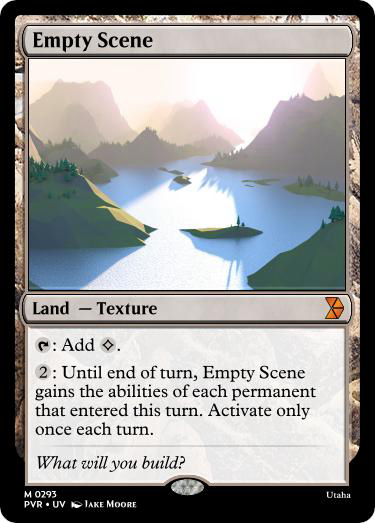 Empty Scene
Land — Texture
: Add .
2: Until end of turn, Empty Scene
gains the abilities of each permanent
that entered this turn. Activate only
once each turn.
What will you build?
M 0293
Utaha
PVR • UV Jake Moore